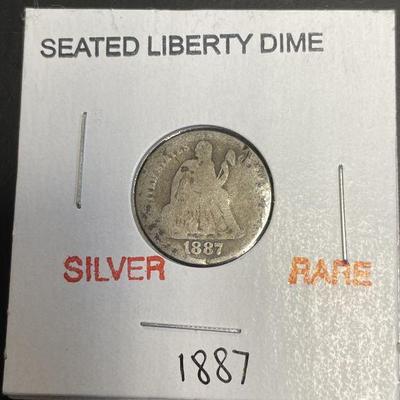 SEATED LIBERTY DIME
1887
SILVER
RARE
1887